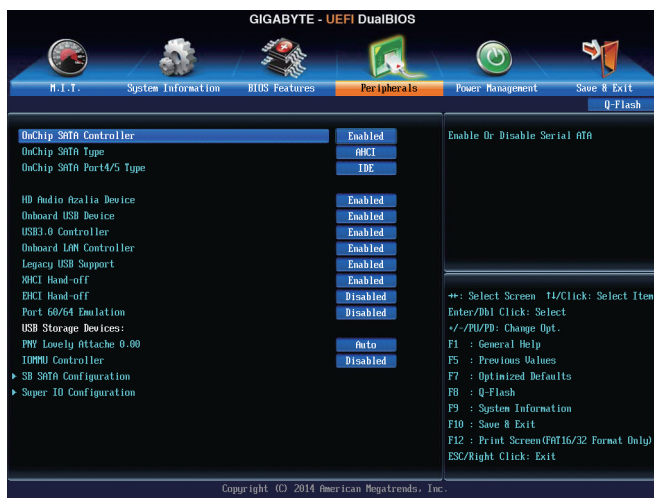 GIGABYTE - UEFI DualBIOS
M.I.T.
System Information
BIOS Features
Peripherals
Power Management
Save & Exit
Q-Flash
OnChip SATA Controller Enabled
OnChip SATA Type AHCI
OnChip SATA Port4/5 Type IDE
HD Audio Azalia Device Enabled
Onboard USB Device Enabled
USB3.0 Controller Enabled
Onboard LAN Controller Enabled
Legacy USB Support Enabled
XHCI Hand-off Enabled
EHCI Hand-off Disabled
Port 60/64 Emulation Disabled
USB Storage Devices:
PNY Lovely Attache 0.00 Auto
IOMMU Controller Disabled
SB SATA Configuration
Super IO Configuration
Enable Or Disable Serial ATA
→←: Select Screen ↑↓/Click: Select Item
Enter/Dbl Click: Select
+/-/PU/PD: Change Opt.
F1 : General Help
F5 : Previous Values
F7 : Optimized Defaults
F8 : Q-Flash
F9 : System Information
F10 : Save & Exit
F12 : Print Screen(FAT16/32 Format Only)
ESC/Right Click: Exit
Copyright (C) 2014 American Megatrends, Inc.